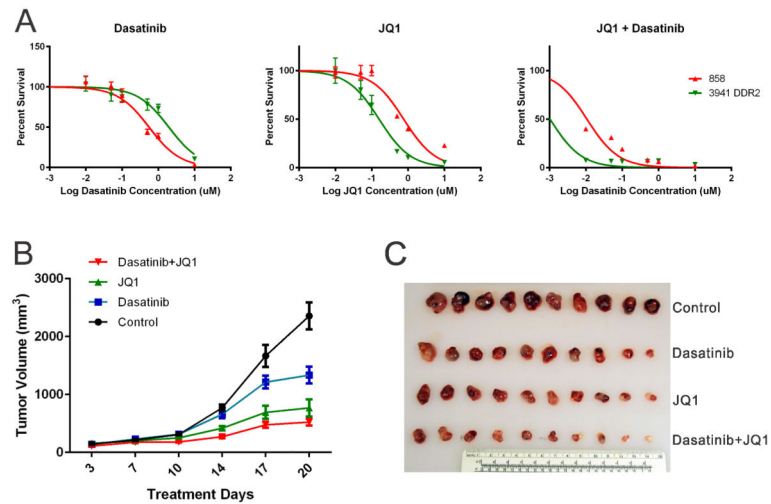 A
Dasatinib
JQ1
JQ1 + Dasatinib
150
100
50
0
-3 -2 -1 0 1 2
Percent Survival
Log Dasatinib Concentration (uM)
100
50
0
-3 -2 -1 0 1 2
Percent Survival
Log JQ1 Concentration (uM)
100
50
0
-3 -2 -1 0 1 2
Percent Survival
Log Dasatinib Concentration (uM)
858
3941 DDR2
B
Dasatinib+JQ1
JQ1
Dasatinib
Control
3000
2000
1000
0
3 7 10 14 17 20
Tumor Volume (mm3)
Treatment Days
C
Control
Dasatinib
JQ1
Dasatinib+JQ1